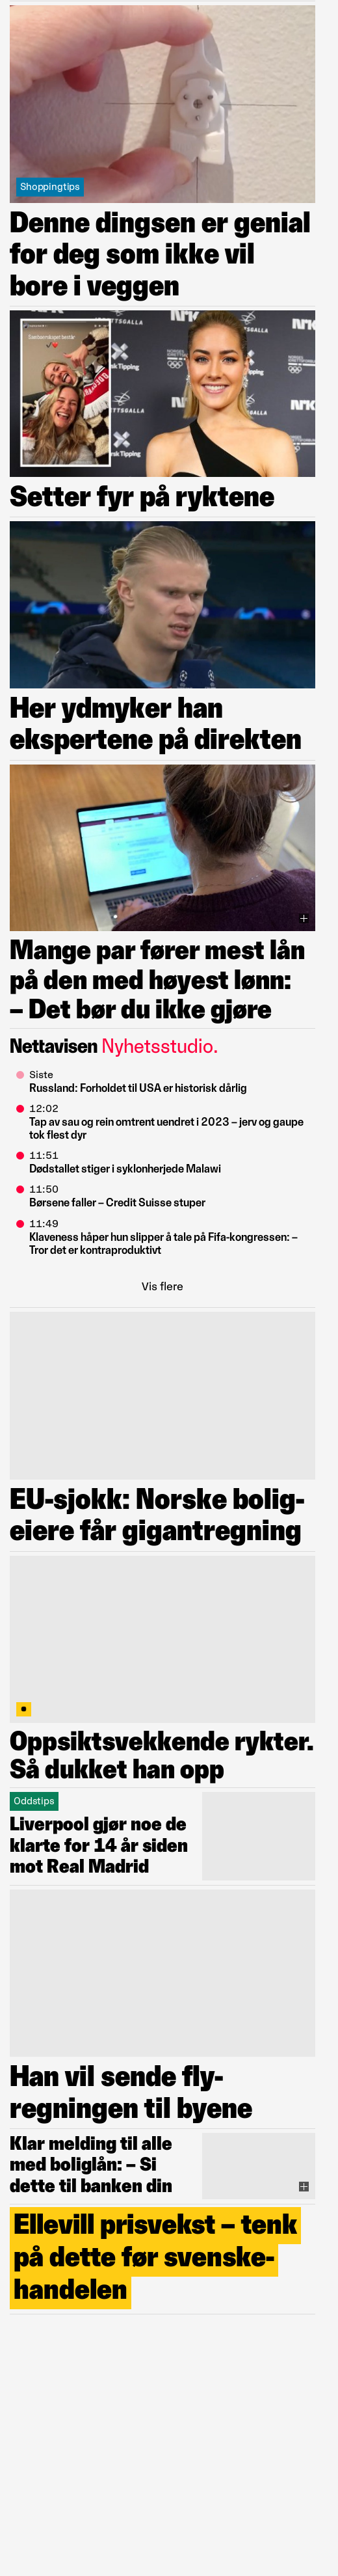 Shoppingtips
Denne dingsen er genial
for deg som ikke vil
bore i veggen
Setter fyr på ryktene
Her ydmyker han
ekspertene på direkten
Mange par fører mest lån
på den med høyest lønn:
– Det bør du ikke gjøre
Nettavisen Nyhetsstudio.
Siste
Russland: Forholdet til USA er historisk dårlig
12:02
Tap av sau og rein omtrent uendret i 2023 – jerv og gaupe
tok flest dyr
11:51
Dødstallet stiger i syklonherjede Malawi
11:50
Børsene faller – Credit Suisse stuper
11:49
Klaveness håper hun slipper å tale på Fifa-kongressen: –
Tror det er kontraproduktivt
Vis flere
EU-sjokk: Norske bolig-
eiere får gigantregning
Oppsiktsvekkende rykter.
Så dukket han opp
Oddstips
Liverpool gjør noe de
klarte for 14 år siden
mot Real Madrid
Han vil sende fly-
regningen til byene
Klar melding til alle
med boliglån: – Si
dette til banken din
Ellevill prisvekst – tenk
på dette før svenske-
handelen